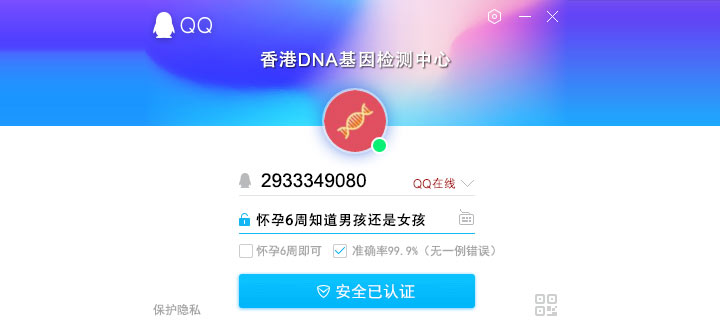 QQ
香港DNA基因检测中心
2933349080 QQ在线
怀孕6周知道男孩还是女孩
怀孕6周即可 准确率99.9%（无一例错误）
安全已认证
保护隐私